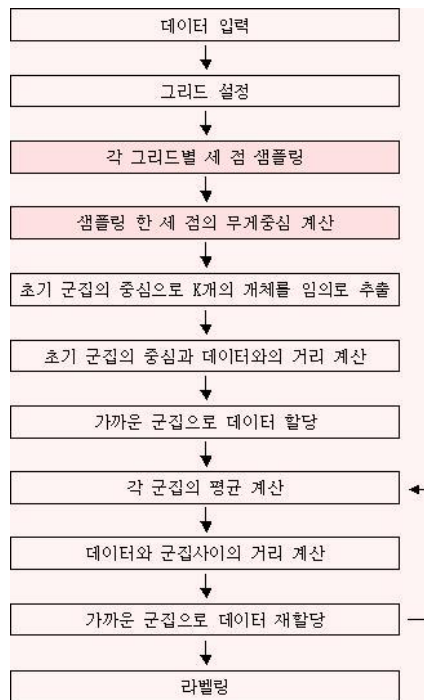 데이터 입력
그리드 설정
각 그리드별 세 점 샘플링
샘플링 한 세 점의 무게중심 계산
초기 군집의 중심으로 K개의 개체를 임의로 추출
초기 군집의 중심과 데이터와의 거리 계산
가까운 군집으로 데이터 할당
각 군집의 평균 계산
데이터와 군집사이의 거리 계산
가까운 군집으로 데이터 재할당
라벨링